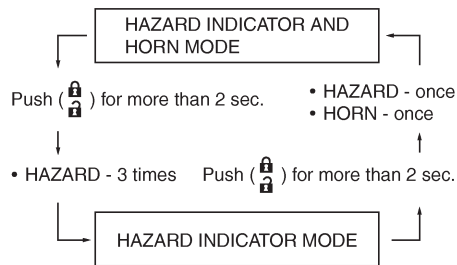 HAZARD INDICATOR AND
HORN MODE
Push ( ) for more than 2 sec.
• HAZARD - once
• HORN - once
• HAZARD - 3 times
Push ( ) for more than 2 sec.
HAZARD INDICATOR MODE